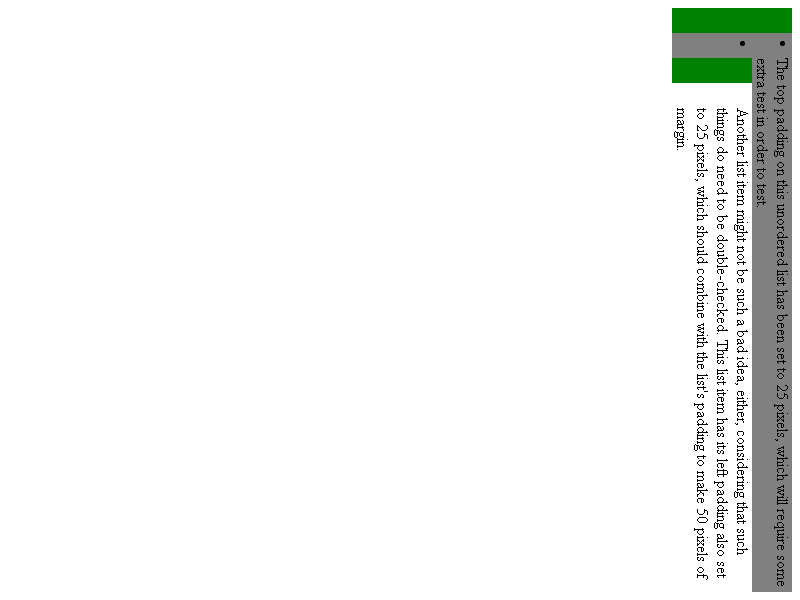 • The top padding on this unordered list has been set to 25 pixels, which will require some
extra test in order to test.
• Another list item might not be such a bad idea, either, considering that such
things do need to be double-checked. This list item has its left padding also set
to 25 pixels, which should combine with the list's padding to make 50 pixels of
margin.